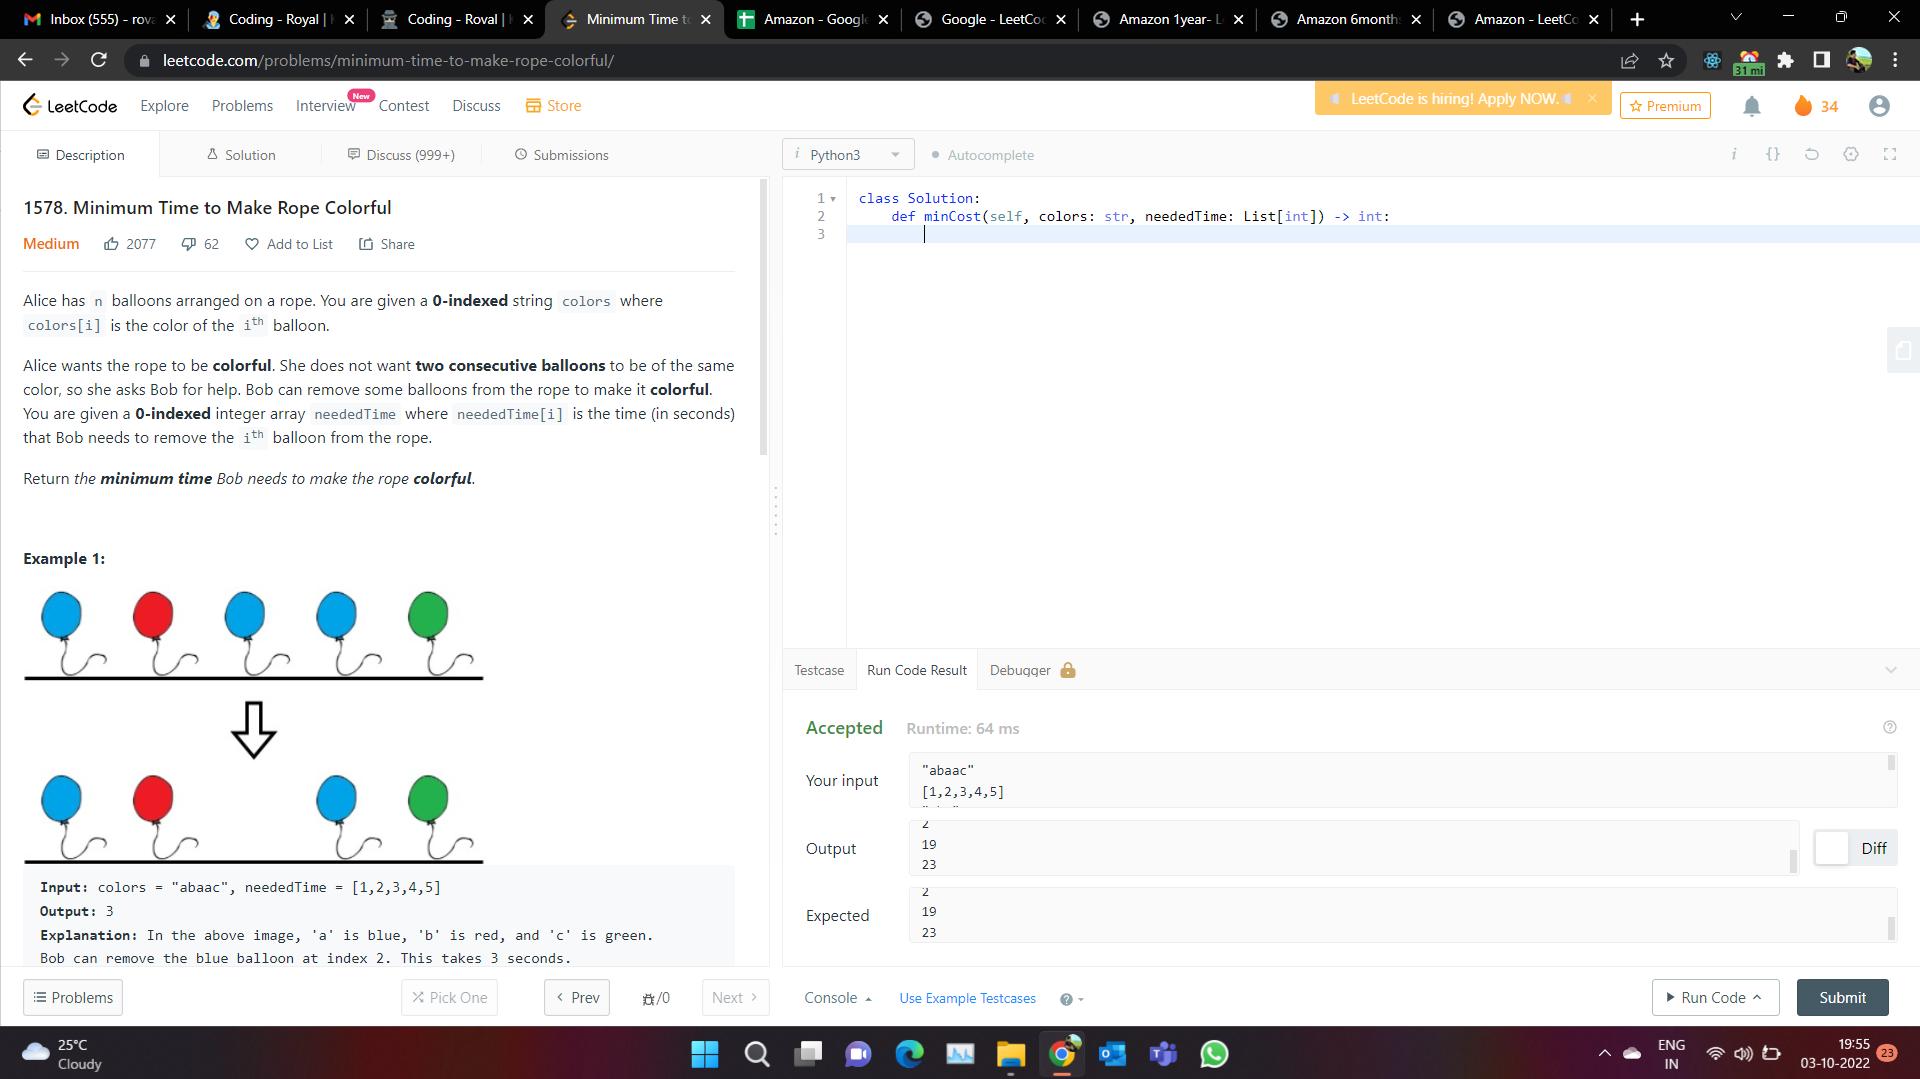 Inbox (555) - rova
Coding - Royal |
Coding - Royal |
Minimum Time to
Amazon - Google
Google - LeetCo
Amazon 1year- L
Amazon 6month
Amazon - LeetCo
leetcode.com/problems/minimum-time-to-make-rope-colorful/
31 mi
LeetCode
Explore
Problems
Interview
New
Contest
Discuss
Store
LeetCode is hiring! Apply NOW.
Premium
34
Description
Solution
Discuss (999+)
Submissions
i Python3
Autocomplete
1578. Minimum Time to Make Rope Colorful
Medium 2077 62 Add to List Share
Alice has n balloons arranged on a rope. You are given a 0-indexed string colors where
colors[i] is the color of the ith balloon.
Alice wants the rope to be colorful. She does not want two consecutive balloons to be of the same
color, so she asks Bob for help. Bob can remove some balloons from the rope to make it colorful.
You are given a 0-indexed integer array neededTime where neededTime[i] is the time (in seconds)
that Bob needs to remove the ith balloon from the rope.
Return the minimum time Bob needs to make the rope colorful.
Example 1:
Input: colors = "abaac", neededTime = [1,2,3,4,5]
Output: 3
Explanation: In the above image, 'a' is blue, 'b' is red, and 'c' is green.
Bob can remove the blue balloon at index 2. This takes 3 seconds.
Problems
Pick One
Prev
/0
Next
1 class Solution:
2 def minCost(self, colors: str, neededTime: List[int]) -> int:
3
Testcase
Run Code Result
Debugger
Accepted Runtime: 64 ms
Your input
"abaac"
[1,2,3,4,5]
Output
2
19
23
Diff
Expected
2
19
23
Console
Use Example Testcases
Run Code
Submit
25°C
Cloudy
ENG
IN
19:55
03-10-2022
23